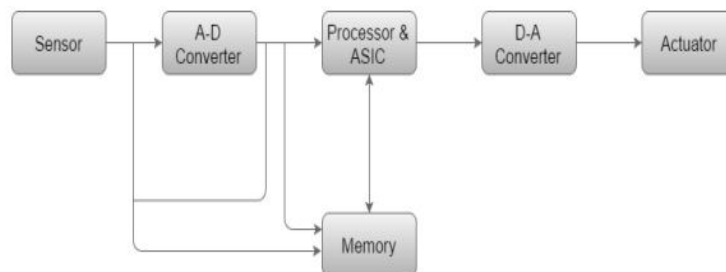 Sensor
A-D
Converter
Processor &
ASIC
D-A
Converter
Actuator
Memory